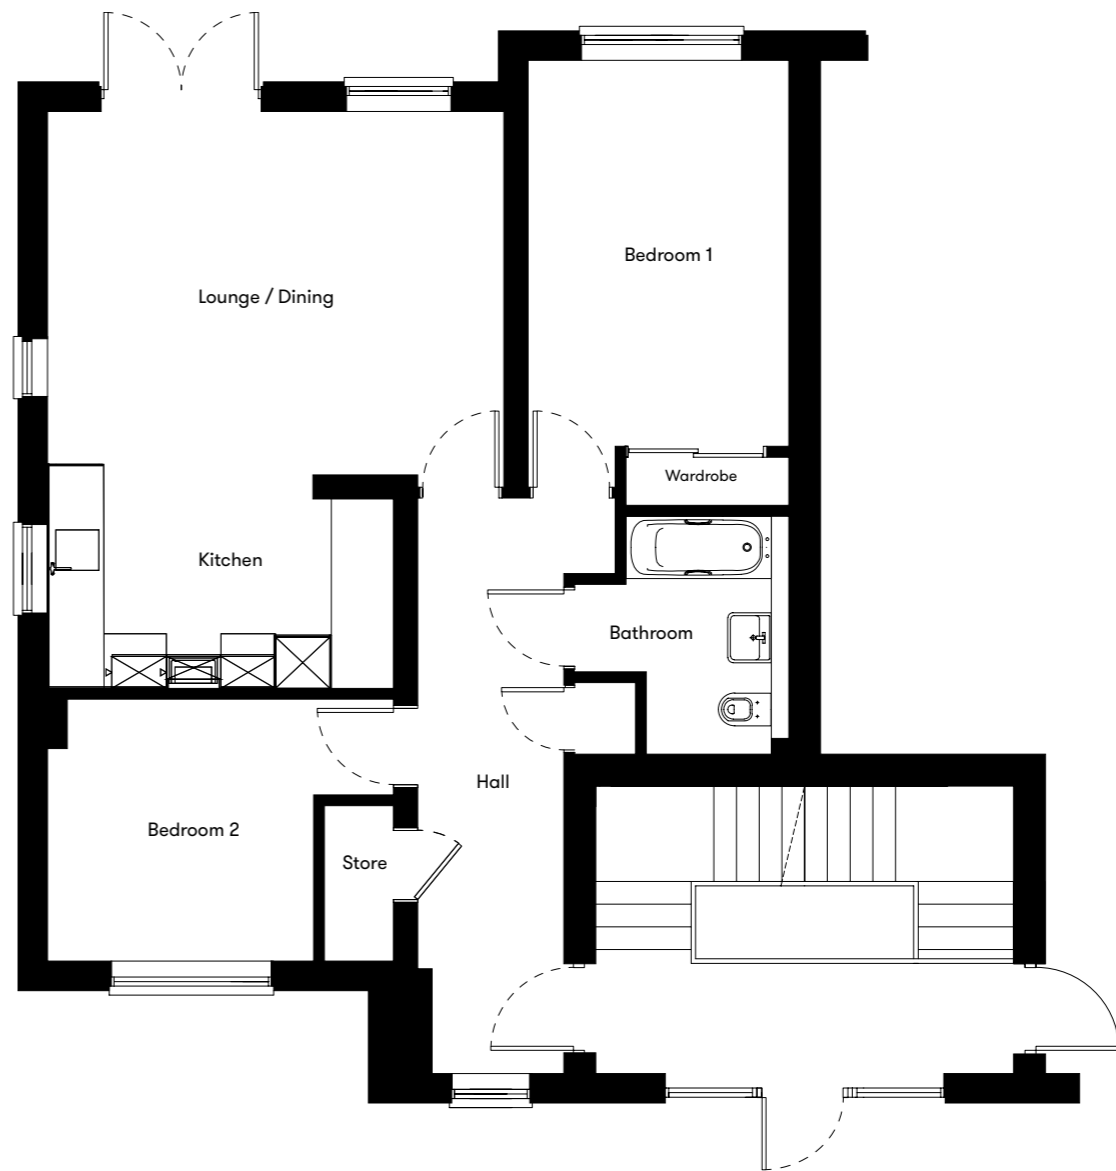 Bedroom 1
Lounge / Dining
Wardrobe
Kitchen
Bathroom
Hall
Bedroom 2
Store